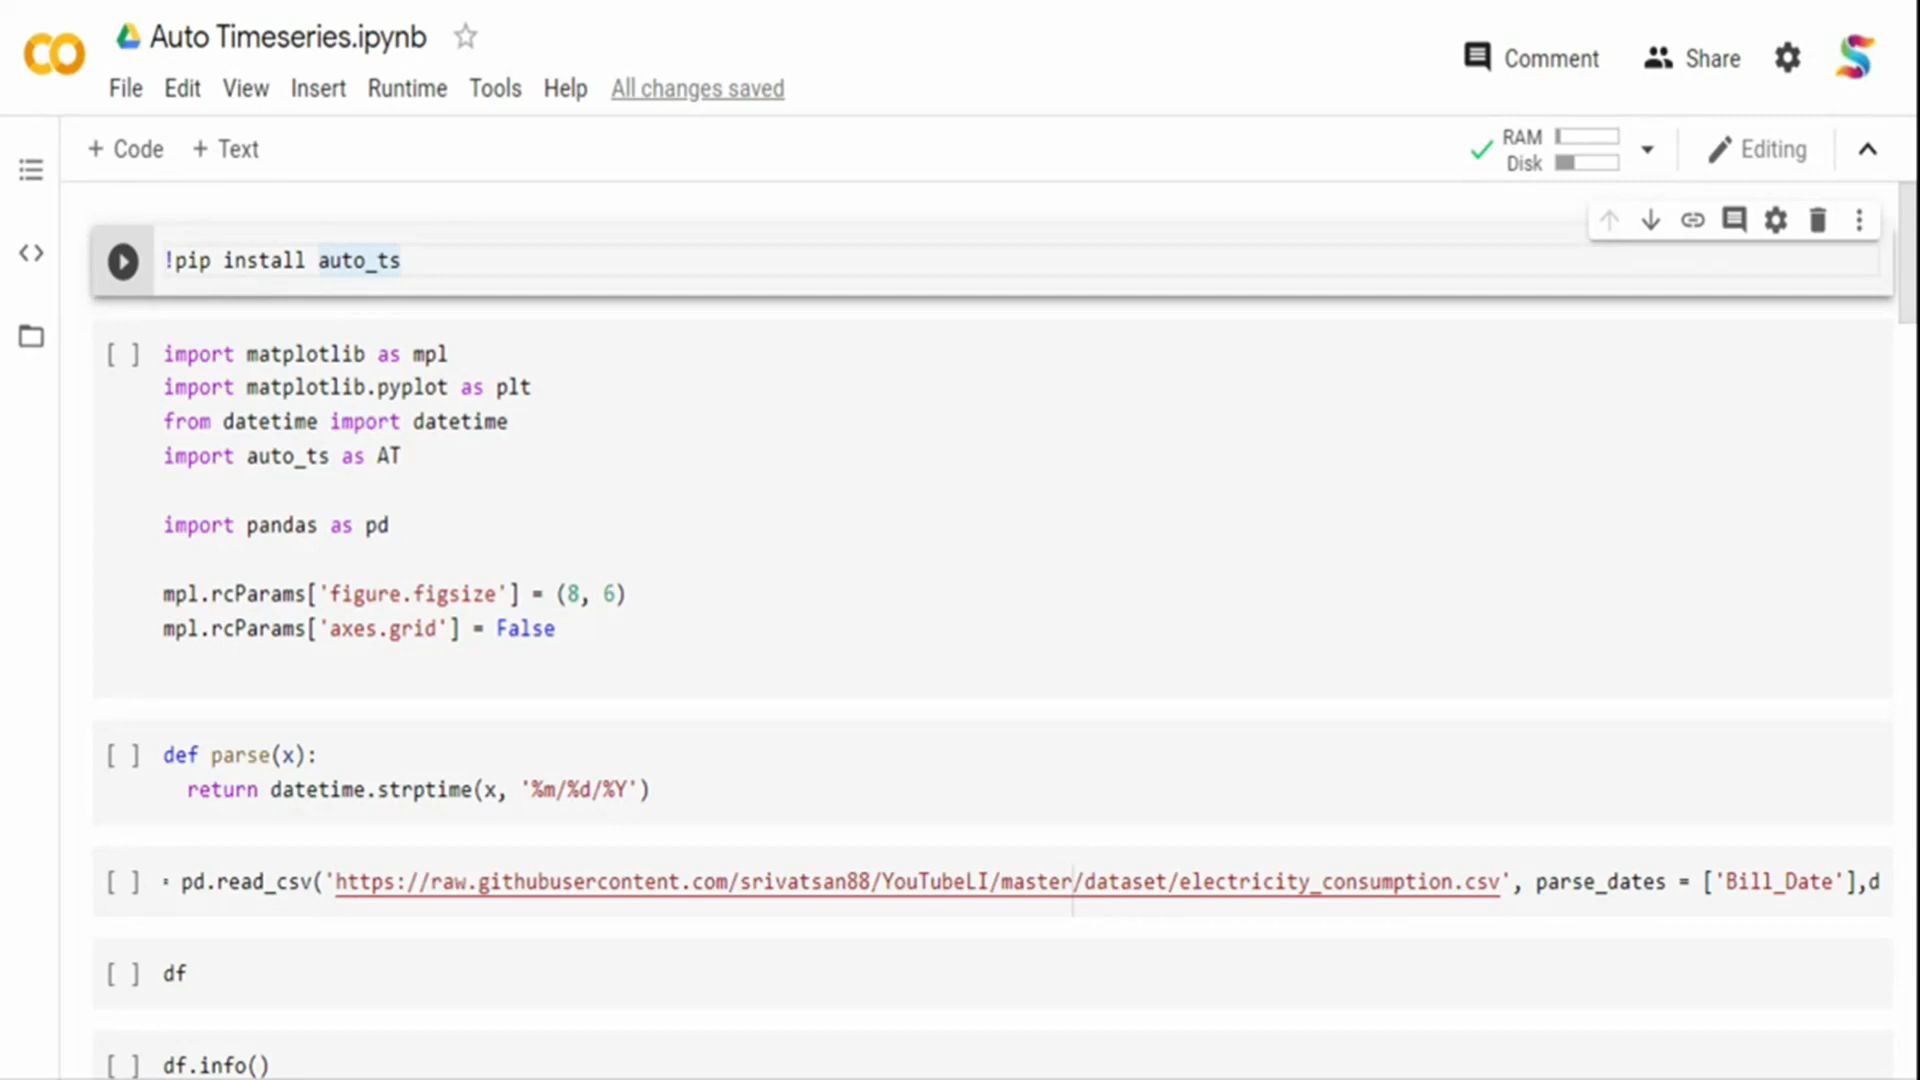 Auto Timeseries.ipynb
Comment
Share
File Edit View Insert Runtime Tools Help All changes saved
+ Code + Text
RAM
Disk
Editing
!pip install auto_ts
[ ] import matplotlib as mpl
import matplotlib.pyplot as plt
from datetime import datetime
import auto_ts as AT
import pandas as pd
mpl.rcParams['figure.figsize'] = (8, 6)
mpl.rcParams['axes.grid'] = False
[ ] def parse(x):
return datetime.strptime(x, '%m/%d/%Y')
[ ] = pd.read_csv('https://raw.githubusercontent.com/srivatsan88/YouTubeLI/master/dataset/electricity_consumption.csv', parse_dates = ['Bill_Date'],d
[ ] df
[ ] df.info()